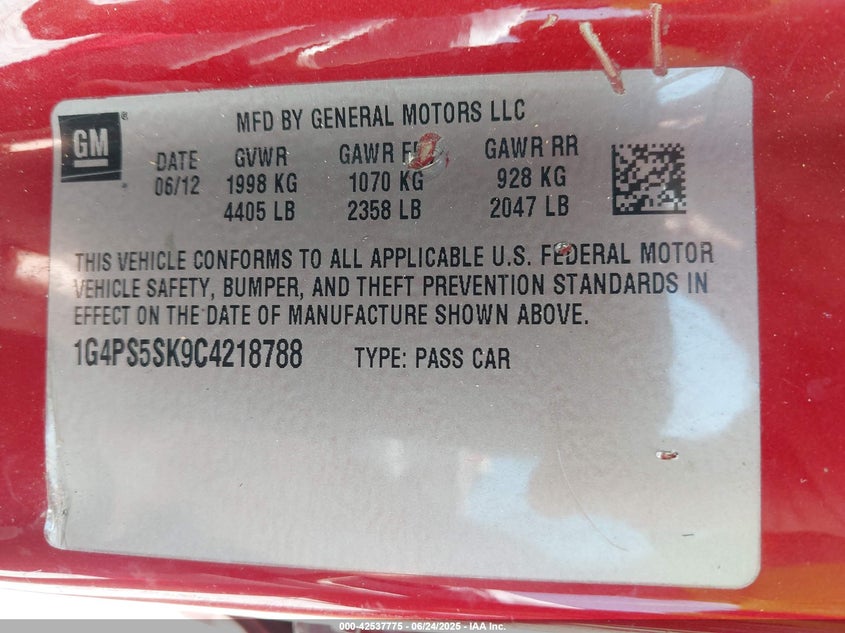 MFD BY GENERAL MOTORS LLC
GM
DATE GVWR GAWR GAWR RR
06/12 1998 KG 1070 KG 928 KG
4405 LB 2358 LB 2047 LB
THIS VEHICLE CONFORMS TO ALL APPLICABLE U.S. FEDERAL MOTOR
VEHICLE SAFETY, BUMPER, AND THEFT PREVENTION STANDARDS IN
EFFECT ON THE DATE OF MANUFACTURE SHOWN ABOVE.
1G4PS5SK9C4218788 TYPE: PASS CAR
000-42537775 - 06/24/2025 - IAA Inc.